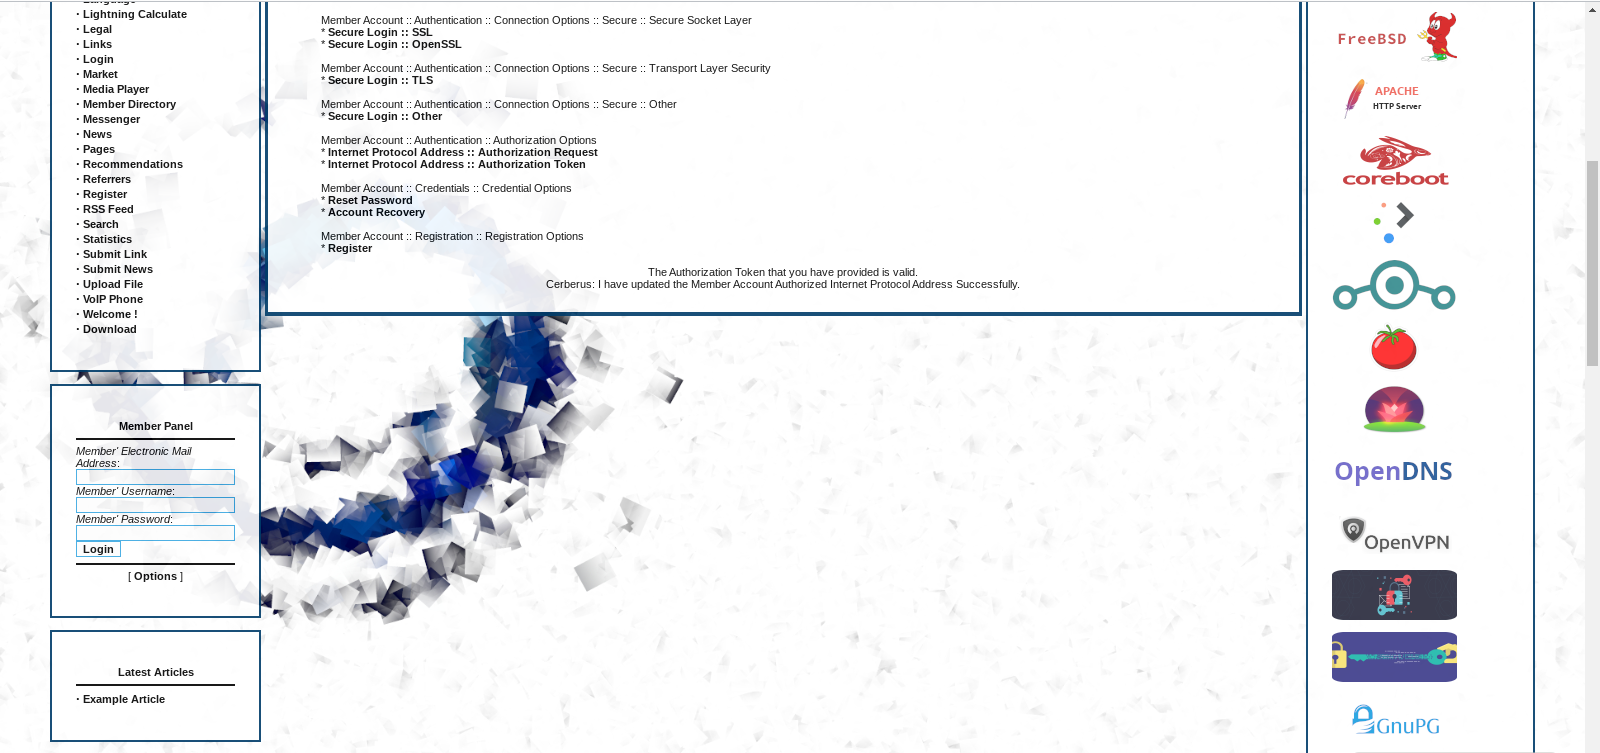 Language
· Lightning Calculate
· Legal
· Links
· Login
· Market
· Media Player
· Member Directory
· Messenger
· News
· Pages
· Recommendations
· Referrers
· Register
· RSS Feed
· Search
· Statistics
· Submit Link
· Submit News
· Upload File
· VoIP Phone
· Welcome !
· Download
Member Panel
Member' Electronic Mail
Address:
Member' Username:
Member' Password:
Login
[ Options ]
Latest Articles
· Example Article
Member Account :: Authentication :: Connection Options :: Secure :: Secure Socket Layer
* Secure Login :: SSL
* Secure Login :: OpenSSL
Member Account :: Authentication :: Connection Options :: Secure :: Transport Layer Security
* Secure Login :: TLS
Member Account :: Authentication :: Connection Options :: Secure :: Other
* Secure Login :: Other
Member Account :: Authentication :: Authorization Options
* Internet Protocol Address :: Authorization Request
* Internet Protocol Address :: Authorization Token
Member Account :: Credentials :: Credential Options
* Reset Password
* Account Recovery
Member Account :: Registration :: Registration Options
* Register
The Authorization Token that you have provided is valid.
Cerberus: I have updated the Member Account Authorized Internet Protocol Address Successfully.
FreeBSD
APACHE
HTTP Server
coreboot
OpenDNS
OpenVPN
GnuPG